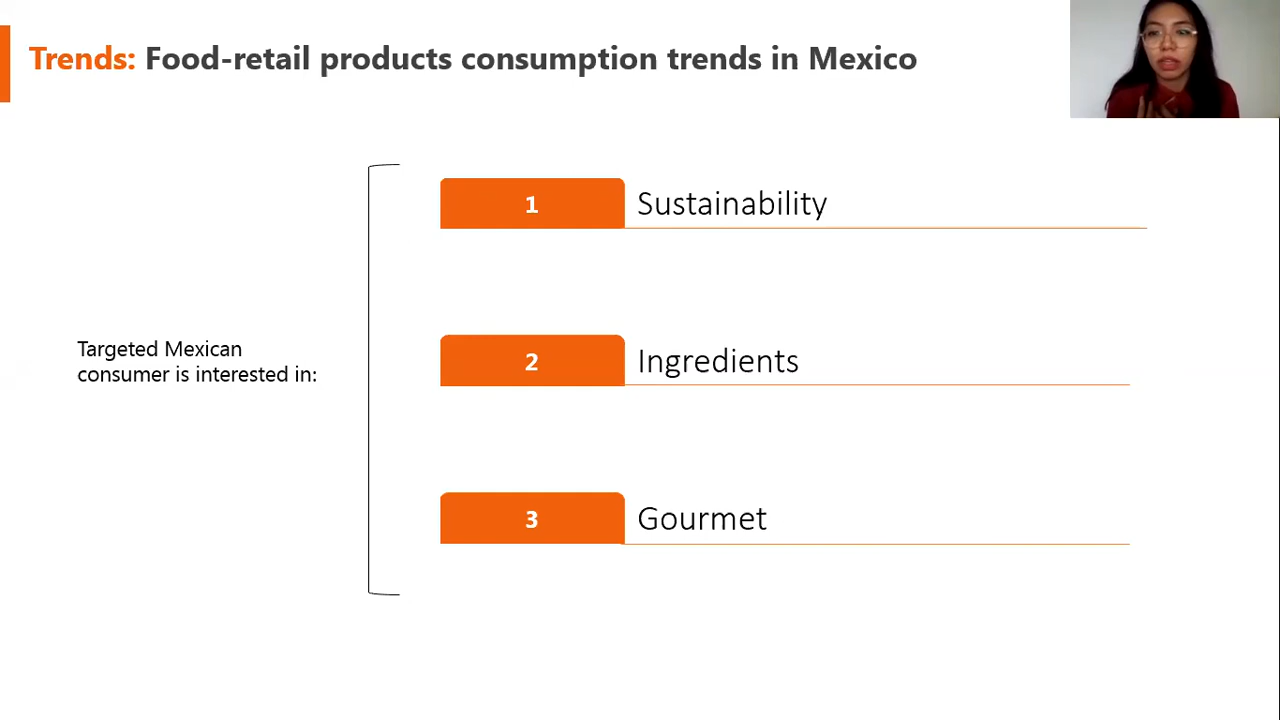 Trends: Food-retail products consumption trends in Mexico
1 Sustainability
Targeted Mexican
consumer is interested in:
2 Ingredients
3 Gourmet